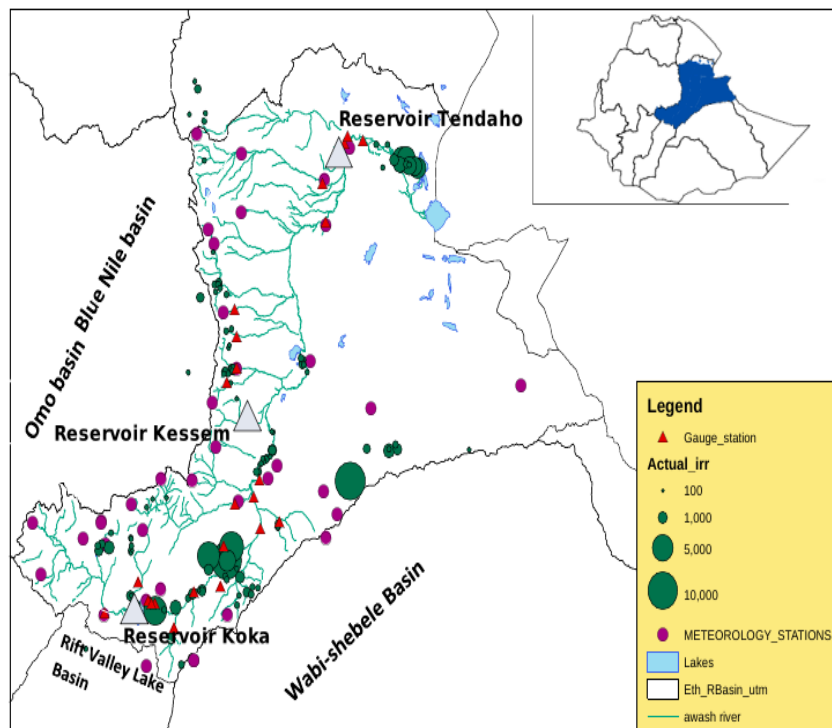 Reservoir Tendaho
Omo basin Blue Nile basin
Reservoir Kessem
Wabi-shebele Basin
Reservoir Koka
Rift Valley Lake
Basin
Legend
Gauge_station
Actual_irr
100
1,000
5,000
10,000
METEOROLOGY_STATIONS
Lakes
Eth_RBasin_utm
awash river